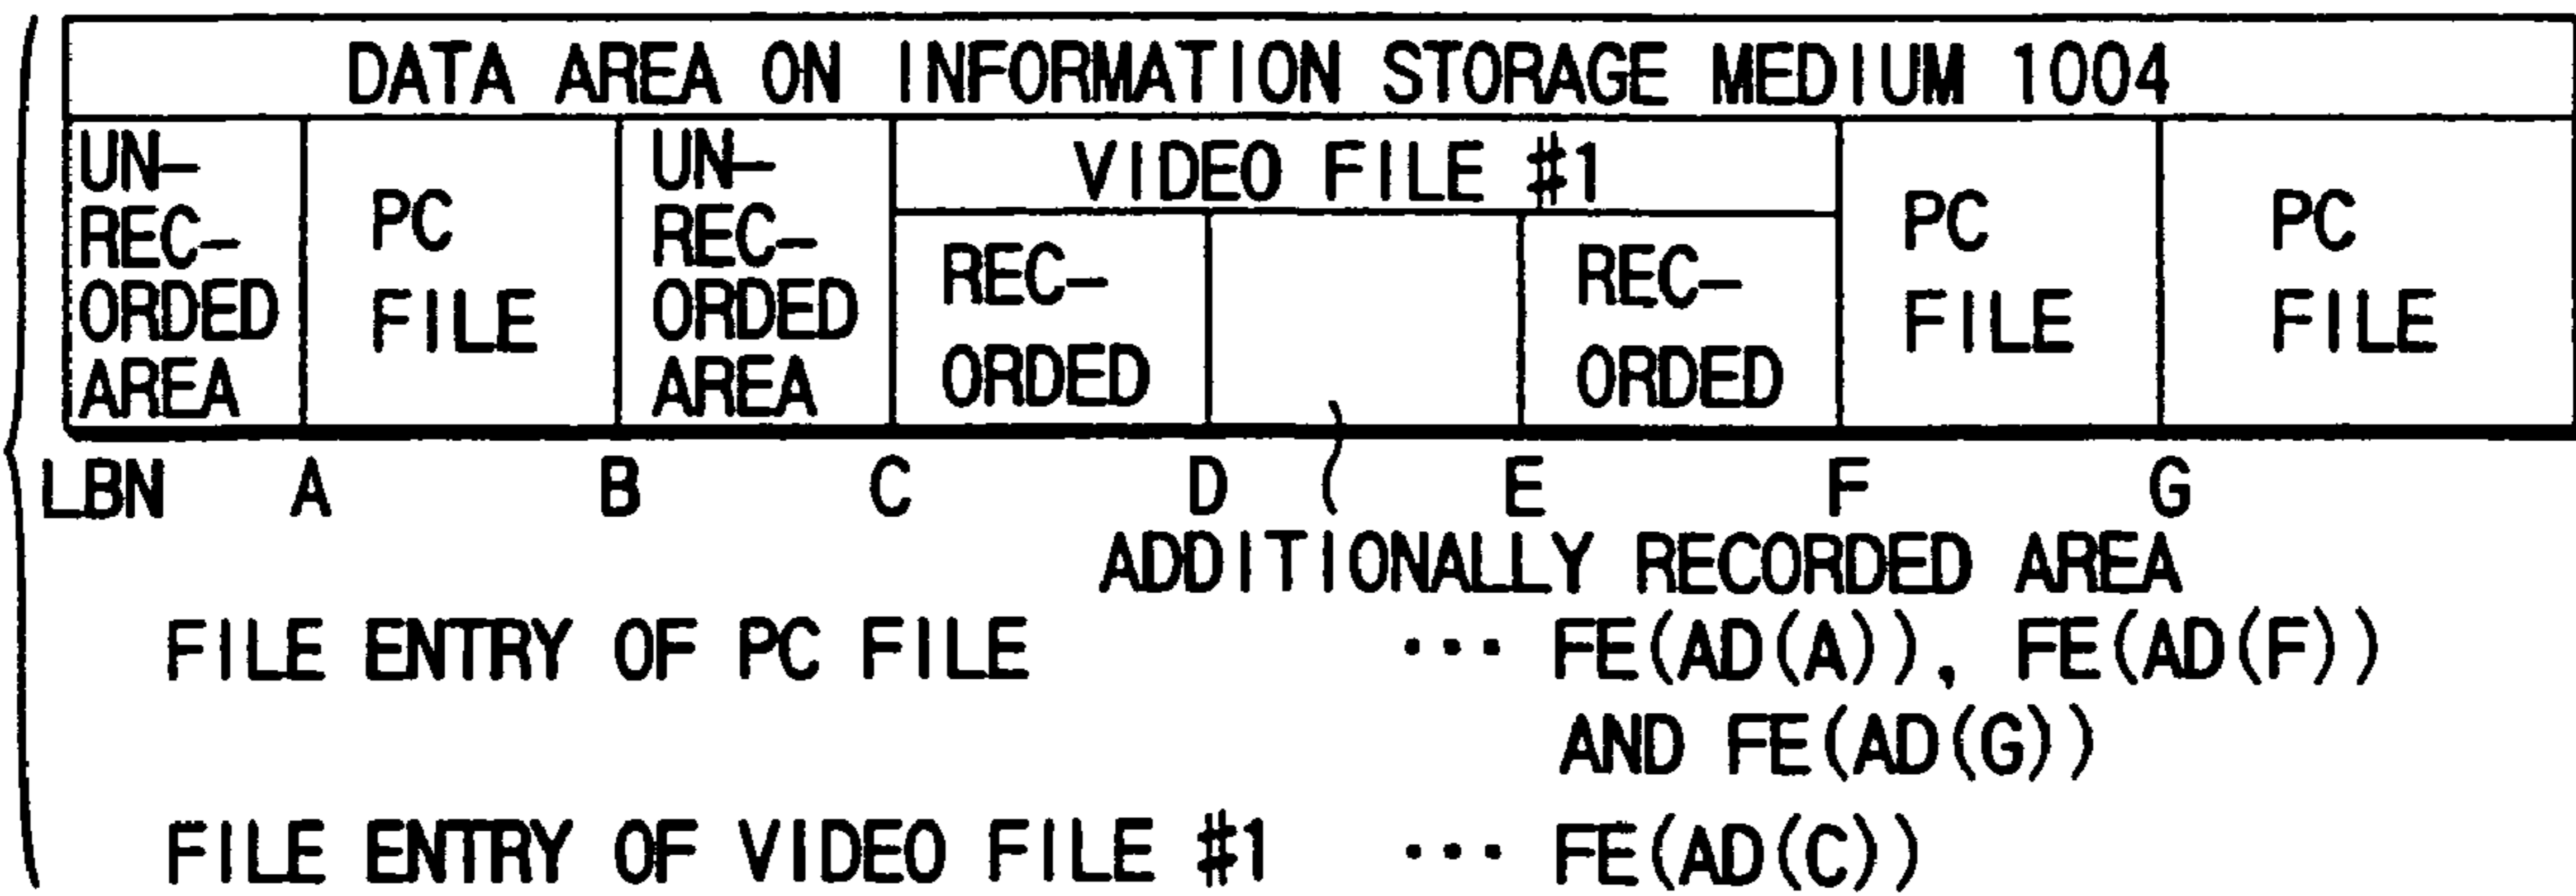 DATA AREA ON INFORMATION STORAGE MEDIUM 1004
UN-
REC-
ORDED
AREA
PC
FILE
UN-
REC-
ORDED
AREA
VIDEO FILE #1
REC-
ORDED
REC-
ORDED
PC
FILE
PC
FILE
LBN A B C D E F G
ADDITIONALLY RECORDED AREA
FILE ENTRY OF PC FILE ··· FE(AD(A)), FE(AD(F))
AND FE(AD(G))
FILE ENTRY OF VIDEO FILE #1 ··· FE(AD(C))